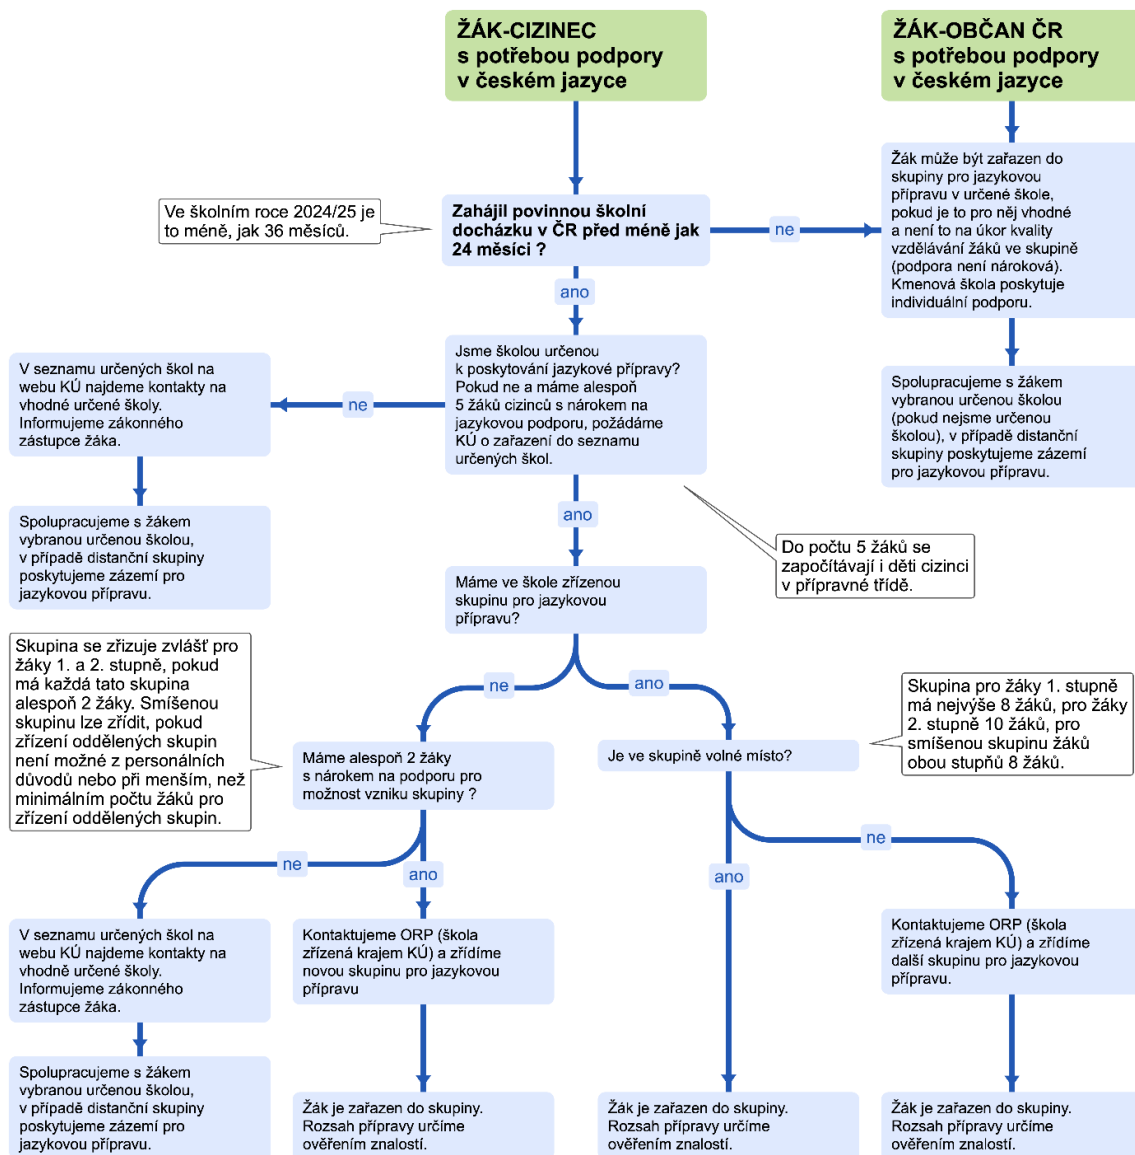 ŽÁK-CIZINEC
s potřebou podpory
v českém jazyce
ŽÁK-OBČAN ČR
s potřebou podpory
v českém jazyce
Ve školním roce 2024/25 je
to méně, jak 36 měsíců.
Zahájil povinnou školní
docházku v ČR před méně jak
24 měsíci ?
ne
Žák může být zařazen do
skupiny pro jazykovou
přípravu v určené škole,
pokud je to pro něj vhodné
a není to na úkor kvality
vzdělávání žáků ve skupině
(podpora není nároková).
Kmenová škola poskytuje
individuální podporu.
ano
V seznamu určených škol na
webu KÚ najdeme kontakty na
vhodné určené školy.
Informujeme zákonného
zástupce žáka.
ne
Jsme školou určenou
k poskytování jazykové přípravy?
Pokud ne a máme alespoň
5 žáků cizinců s nárokem na
jazykovou podporu, požádáme
KÚ o zařazení do seznamu
určených škol.
Spolupracujeme s žákem
vybranou určenou školou
(pokud nejsme určenou
školou), v případě distanční
skupiny poskytujeme zázemí
pro jazykovou přípravu.
ano
Spolupracujeme s žákem
vybranou určenou školou,
v případě distanční skupiny
poskytujeme zázemí pro
jazykovou přípravu.
Do počtu 5 žáků se
započítávají i děti cizinci
v přípravné třídě.
Máme ve škole zřízenou
skupinu pro jazykovou
přípravu?
Skupina se zřizuje zvlášť pro
žáky 1. a 2. stupně, pokud
má každá tato skupina
alespoň 2 žáky. Smíšenou
skupinu lze zřídit, pokud
zřízení oddělených skupin
není možné z personálních
důvodů nebo při menším, než
minimálním počtu žáků pro
zřízení oddělených skupin.
ne
ano
Skupina pro žáky 1. stupně
má nejvýše 8 žáků, pro žáky
2. stupně 10 žáků, pro
smíšenou skupinu žáků
obou stupňů 8 žáků.
Máme alespoň 2 žáky
s nárokem na podporu pro
možnost vzniku skupiny ?
Je ve skupině volné místo?
ne
ano
ano
ne
V seznamu určených škol na
webu KÚ najdeme kontakty na
vhodně určené školy.
Informujeme zákonného
zástupce žáka.
Kontaktujeme ORP (škola
zřízená krajem KÚ) a zřídíme
novou skupinu pro jazykovou
přípravu
Kontaktujeme ORP (škola
zřízená krajem KÚ) a zřídíme
další skupinu pro jazykovou
přípravu.
Spolupracujeme s žákem
vybranou určenou školou,
v případě distanční skupiny
poskytujeme zázemí pro
jazykovou přípravu.
Žák je zařazen do skupiny.
Rozsah přípravy určíme
ověřením znalostí.
Žák je zařazen do skupiny.
Rozsah přípravy určíme
ověřením znalostí.
Žák je zařazen do skupiny.
Rozsah přípravy určíme
ověřením znalostí.